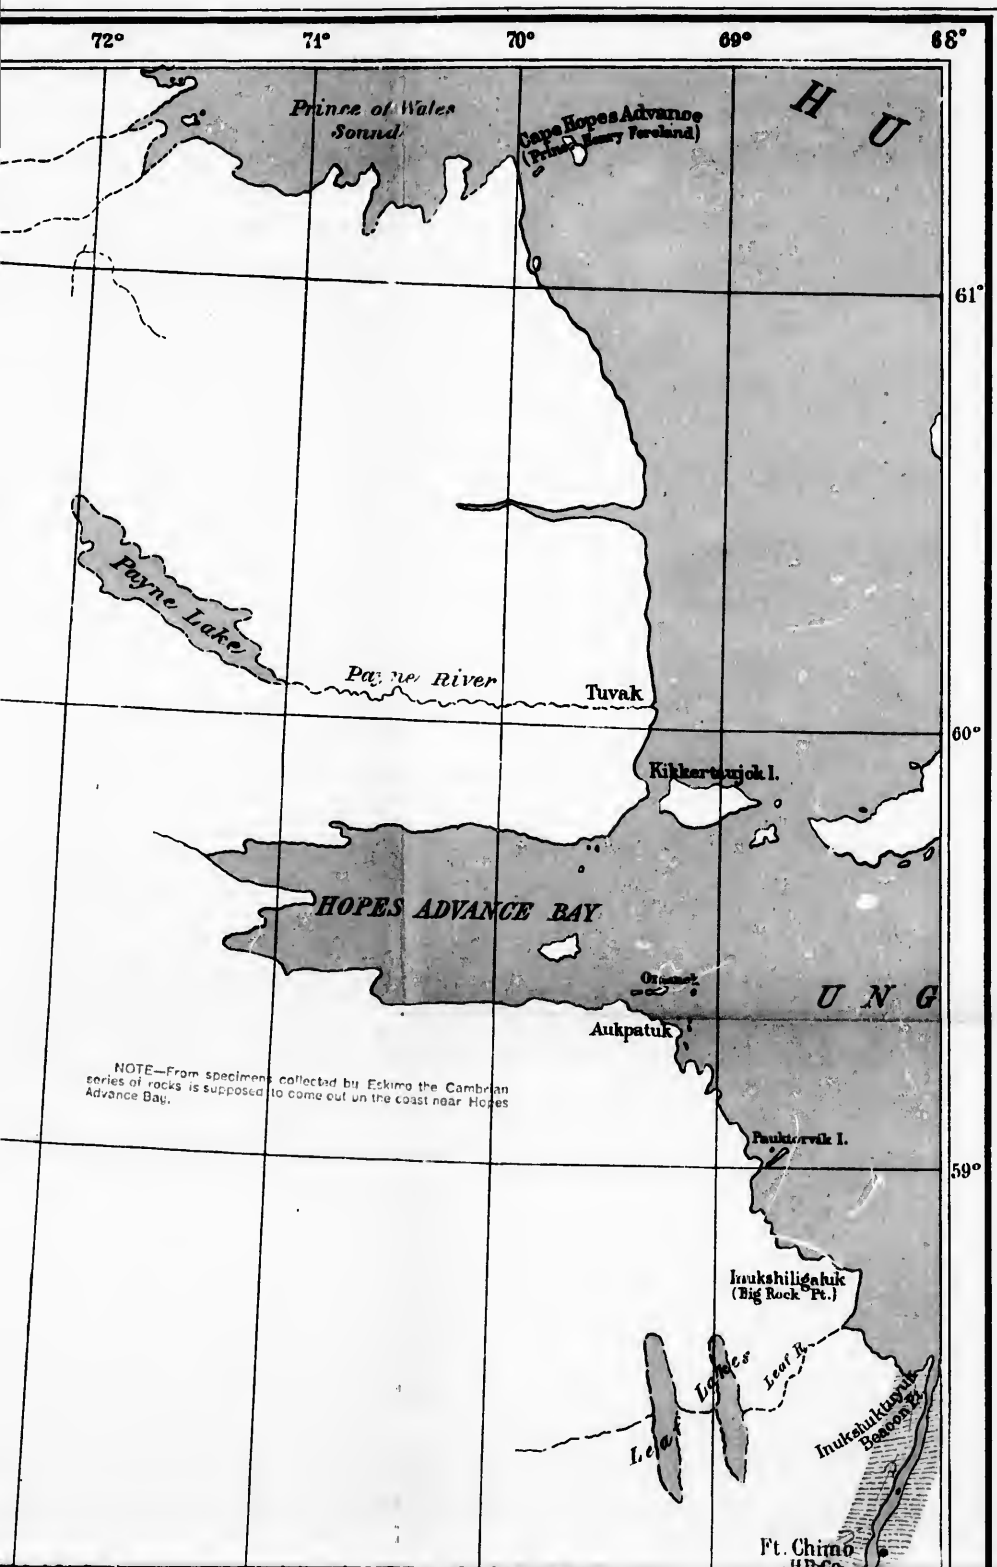 72° 71° 70° 69° 68°
H U
Prince of Wales
Sound
Cape Hopes Advance
(Prince Henry Foreland)
61°
Payne Lake
Payne River
Tuvak
60°
Kikkertaujok I.
HOPES ADVANCE BAY
U N G
Aukpatuk
NOTE—From specimens collected by Eskimo the Cambrian
series of rocks is supposed to come out on the coast near Hopes
Advance Bay.
Pauktorvik I.
59°
Inukshiligaluk
(Big Rock Pt.)
Leaf Lakes
Leaf R.
Inukshuktuyuk
Beacon Pt.
Ft. Chimo
H.B.Co.